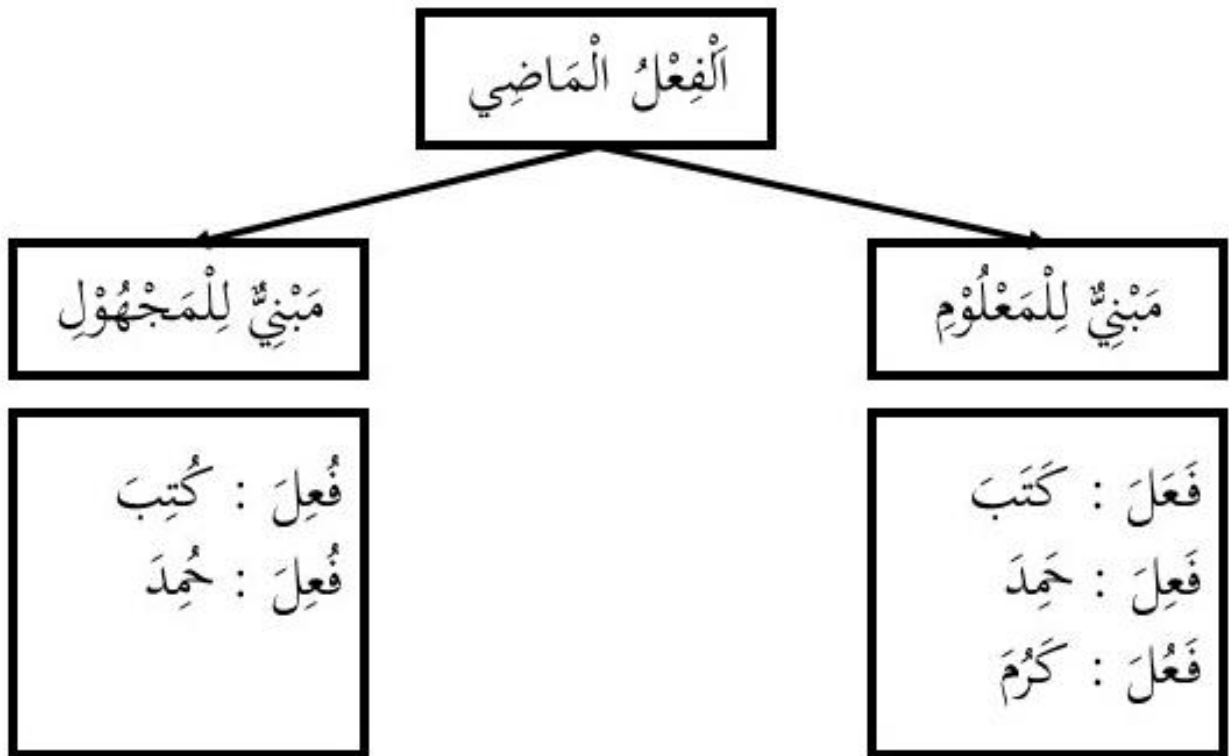 اَلْفِعْلُ الْمَاضِي
مَبْنِيٌّ لِلْمَعْلُوْمِ
مَبْنِيٌّ لِلْمَجْهُوْلِ
فَعَلَ : كَتَبَ
فَعِلَ : حَمِدَ
فَعُلَ : كَرُمَ
فُعِلَ : كُتِبَ
فُعِلَ : حُمِدَ